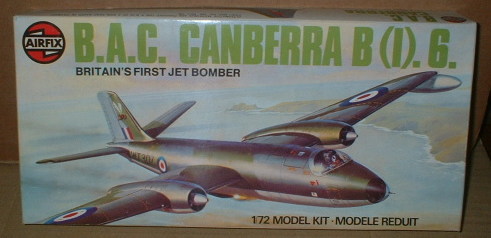 AIRFIX
B.A.C. CANBERRA B(I).6.
BRITAIN'S FIRST JET BOMBER
1/72 MODEL KIT-MODELE REDUIT